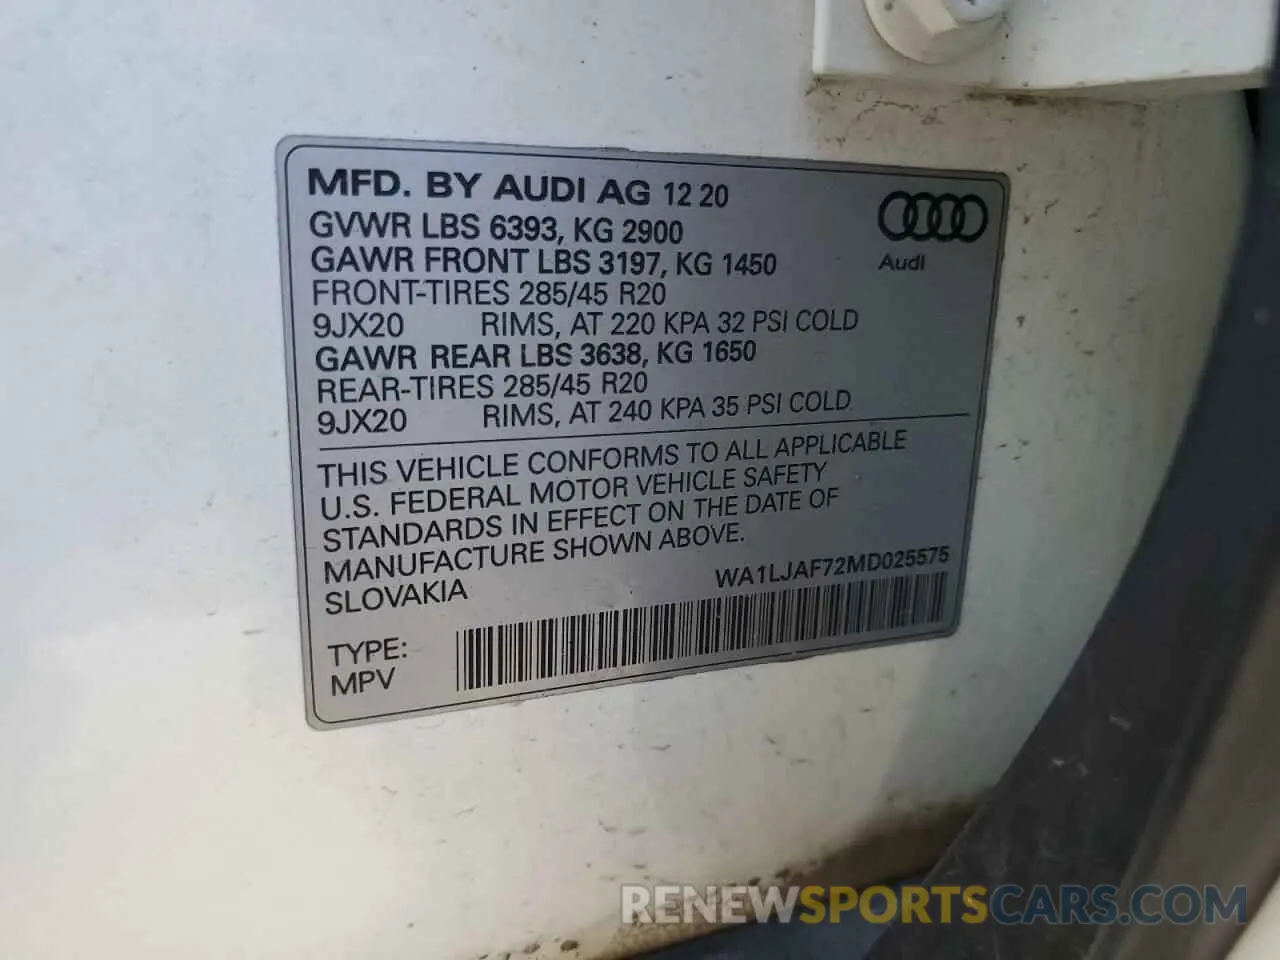 MFD. BY AUDI AG 12 20
GVWR LBS 6393, KG 2900
GAWR FRONT LBS 3197, KG 1450
Audi
FRONT-TIRES 285/45 R20
9JX20 RIMS, AT 220 KPA 32 PSI COLD
GAWR REAR LBS 3638, KG 1650
REAR-TIRES 285/45 R20
9JX20 RIMS, AT 240 KPA 35 PSI COLD
THIS VEHICLE CONFORMS TO ALL APPLICABLE
U.S. FEDERAL MOTOR VEHICLE SAFETY
STANDARDS IN EFFECT ON THE DATE OF
MANUFACTURE SHOWN ABOVE.
SLOVAKIA
WA1LJAF72MD025575
TYPE:
MPV
RENEWSPORTSCARS.COM